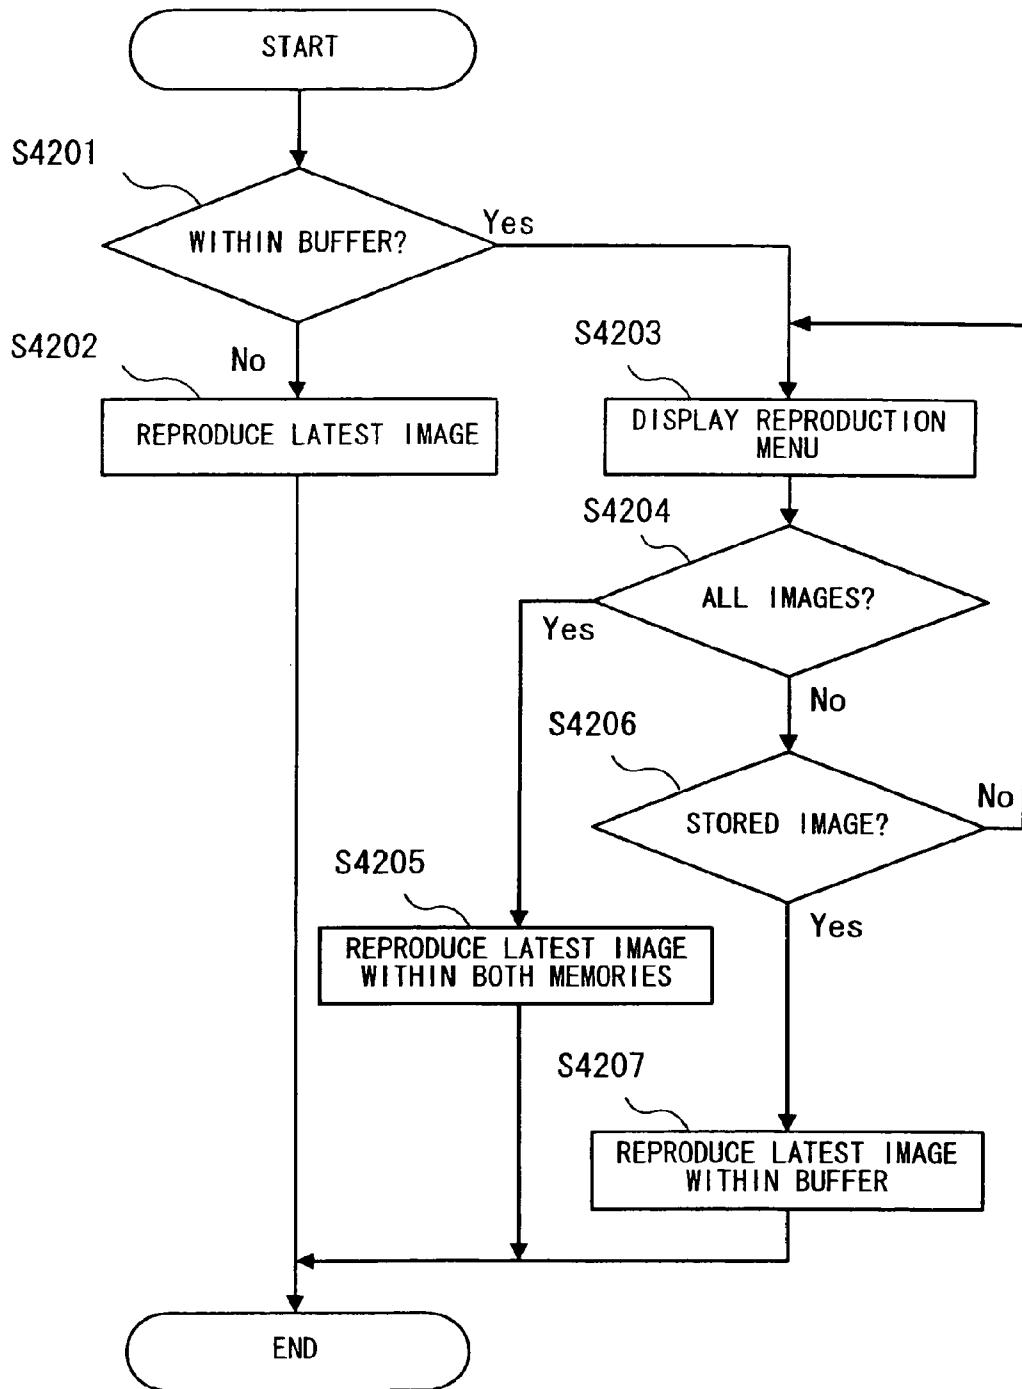 START
S4201
WITHIN BUFFER?
Yes
S4202
No
REPRODUCE LATEST IMAGE
S4203
DISPLAY REPRODUCTION
MENU
S4204
ALL IMAGES?
Yes
No
S4206
STORED IMAGE?
No
Yes
S4205
REPRODUCE LATEST IMAGE
WITHIN BOTH MEMORIES
S4207
REPRODUCE LATEST IMAGE
WITHIN BUFFER
END